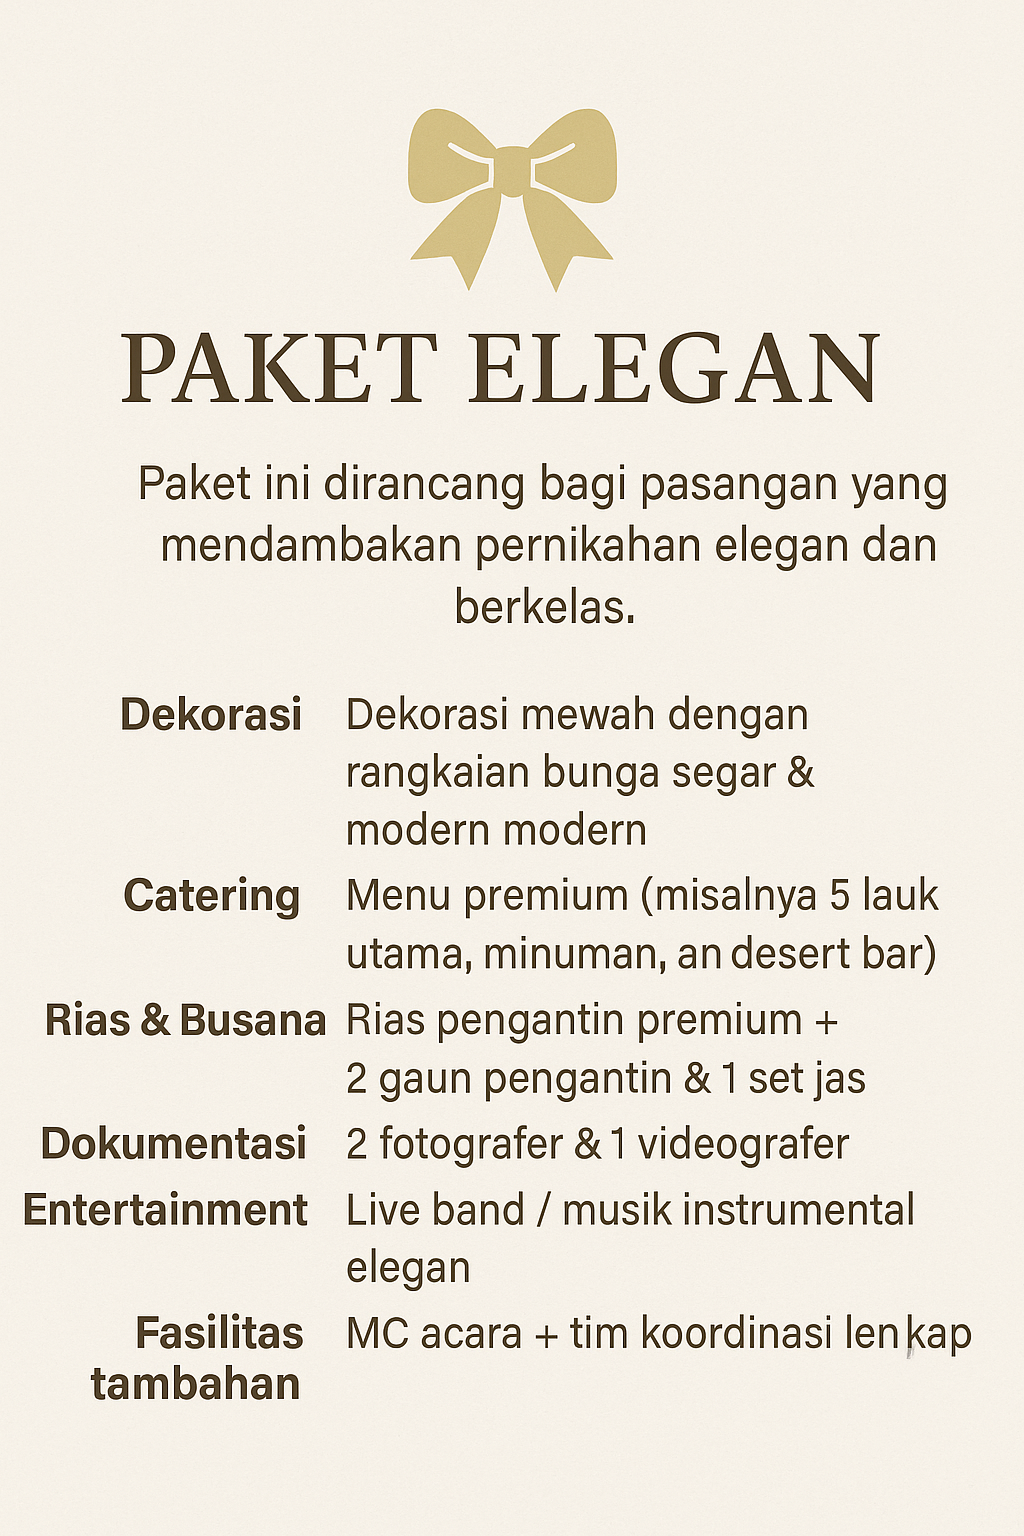 PAKET ELEGAN
Paket ini dirancang bagi pasangan yang
mendambakan pernikahan elegan dan
berkelas.
Dekorasi Dekorasi mewah dengan
rangkaian bunga segar &
modern modern
Catering Menu premium (misalnya 5 lauk
utama, minuman, an desert bar)
Rias & Busana Rias pengantin premium +
2 gaun pengantin & 1 set jas
Dokumentasi 2 fotografer & 1 videografer
Entertainment Live band / musik instrumental
elegan
Fasilitas MC acara + tim koordinasi len kap
tambahan